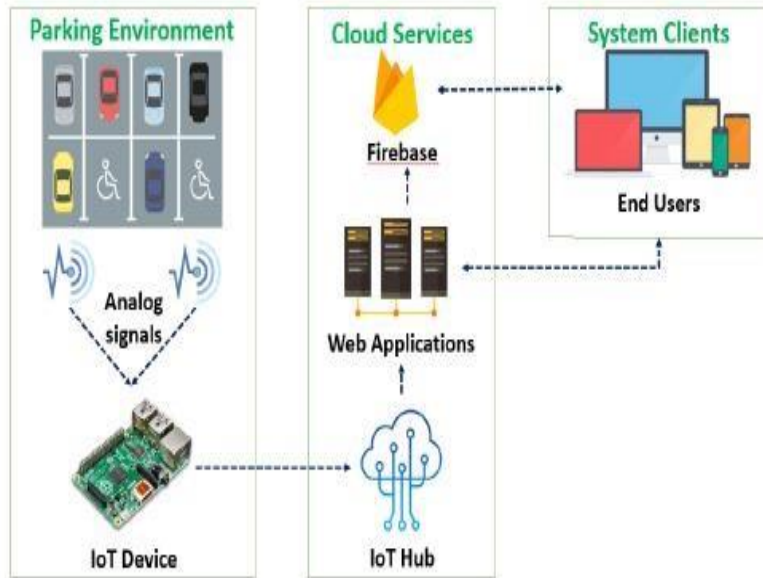 Parking Environment
Analog
signals
IoT Device
Cloud Services
Firebase
Web Applications
IoT Hub
System Clients
End Users